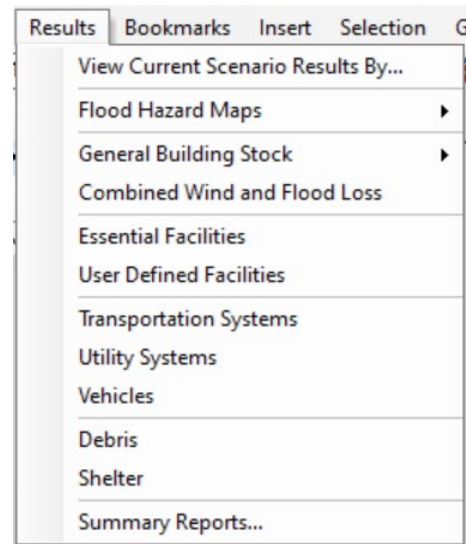 Results Bookmarks Insert Selection G
View Current Scenario Results By...
Flood Hazard Maps
General Building Stock
Combined Wind and Flood Loss
Essential Facilities
User Defined Facilities
Transportation Systems
Utility Systems
Vehicles
Debris
Shelter
Summary Reports...